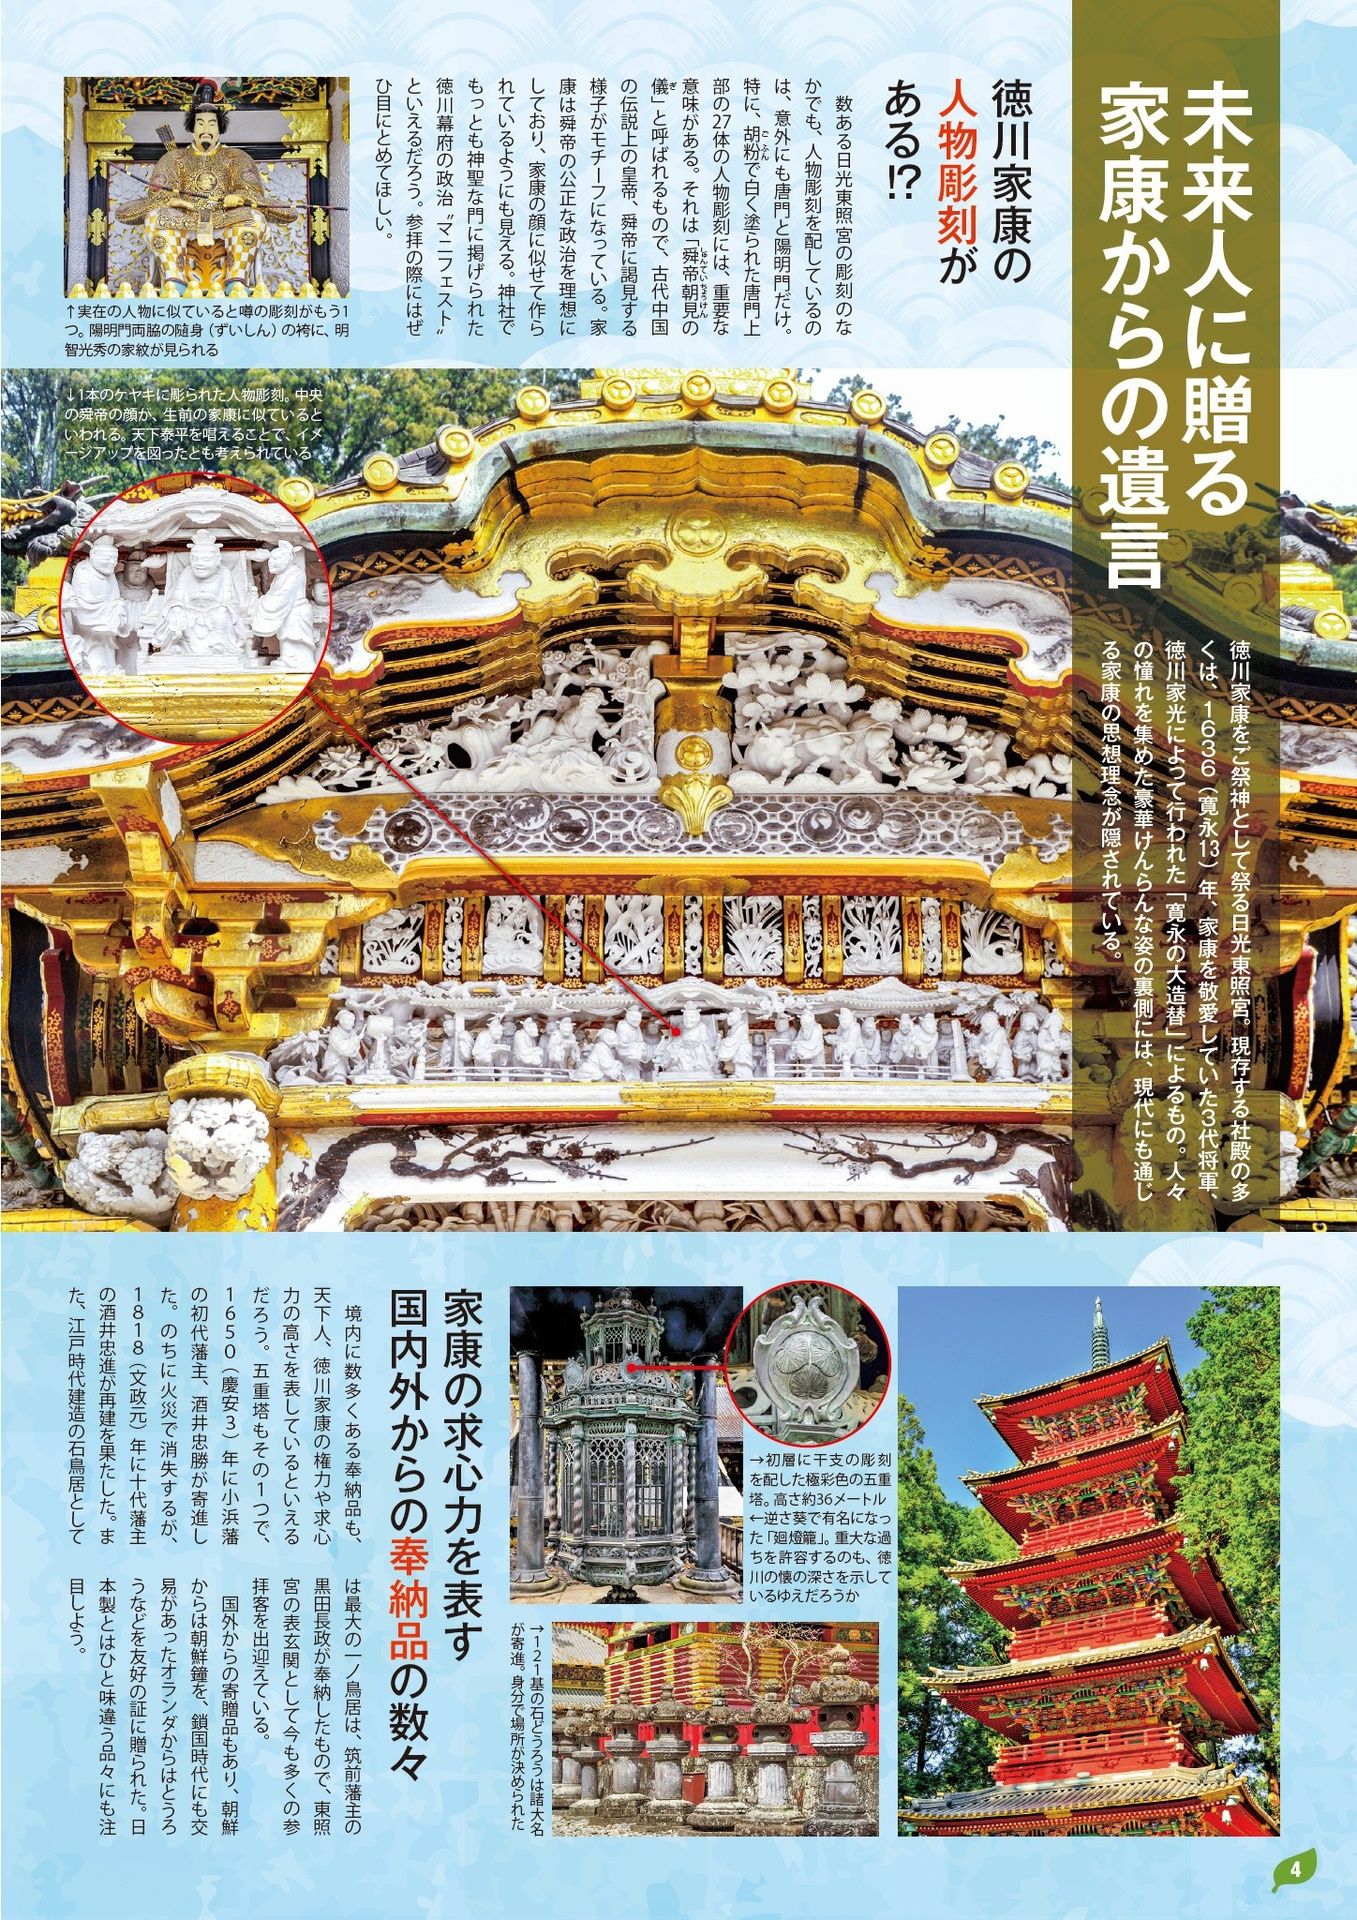 未来人に贈る
家康からの遺言
徳川家康をご祭神として祭る日光東照宮。現存する社殿の多
くは、1636（寛永13）年、家康を敬愛していた3代将軍、
徳川家光によって行われた「寛永の大造替」によるもの。人々
の憧れを集めた豪華けんらんな姿の裏側には、現代にも通じ
る家康の思想理念が隠されている。
徳川家康の
人物彫刻が
ある!?
数ある日光東照宮の彫刻のな
かでも、人物彫刻を配しているの
は、意外にも唐門と陽明門だけ。
特に、胡粉で白く塗られた唐門上
こふん
部の27体の人物彫刻には、重要な
意味がある。それは「舜帝朝見の
しゅんていちょうけん
儀」と呼ばれるもので、古代中国
ぎ
の伝説上の皇帝、舜帝に謁見する
様子がモチーフになっている。家
康は舜帝の公正な政治を理想に
しており、家康の顔に似せて作ら
れているようにも見える。神社で
もっとも神聖な門に掲げられた
徳川幕府の政治〝マニフェスト〟
といえるだろう。参拝の際にはぜ
ひ目にとめてほしい。
↑実在の人物に似ていると噂の彫刻がもう1
つ。陽明門両脇の随身（ずいしん）の袴に、明
智光秀の家紋が見られる
↓1本のケヤキに彫られた人物彫刻。中央
の舜帝の顔が、生前の家康に似ていると
いわれる。天下泰平を唱えることで、イメ
ージアップを図ったとも考えられている
→初層に干支の彫刻
を配した極彩色の五重
塔。高さ約36メートル
←逆さ葵で有名になっ
た「廻燈籠」。重大な過
ちを許容するのも、徳
川の懐の深さを示して
いるゆえだろうか
→121基の石どうろうは諸大名
が寄進。身分で場所が決められた
家康の求心力を表す
国内外からの奉納品の数々
境内に数多くある奉納品も、
天下人、徳川家康の権力や求心
力の高さを表しているといえる
だろう。五重塔もその1つで、
1650（慶安3）年に小浜藩
の初代藩主、酒井忠勝が寄進し
た。のちに火災で消失するが、
1818（文政元）年に十代藩主
の酒井忠進が再建を果たした。ま
た、江戸時代建造の石鳥居として
は最大の一ノ鳥居は、筑前藩主の
黒田長政が奉納したもので、東照
宮の表玄関として今も多くの参
拝客を出迎えている。
国外からの寄贈品もあり、朝鮮
からは朝鮮鐘を、鎖国時代にも交
易があったオランダからはとうろ
うなどを友好の証に贈られた。日
本製とはひと味違う品々にも注
目しよう。
4